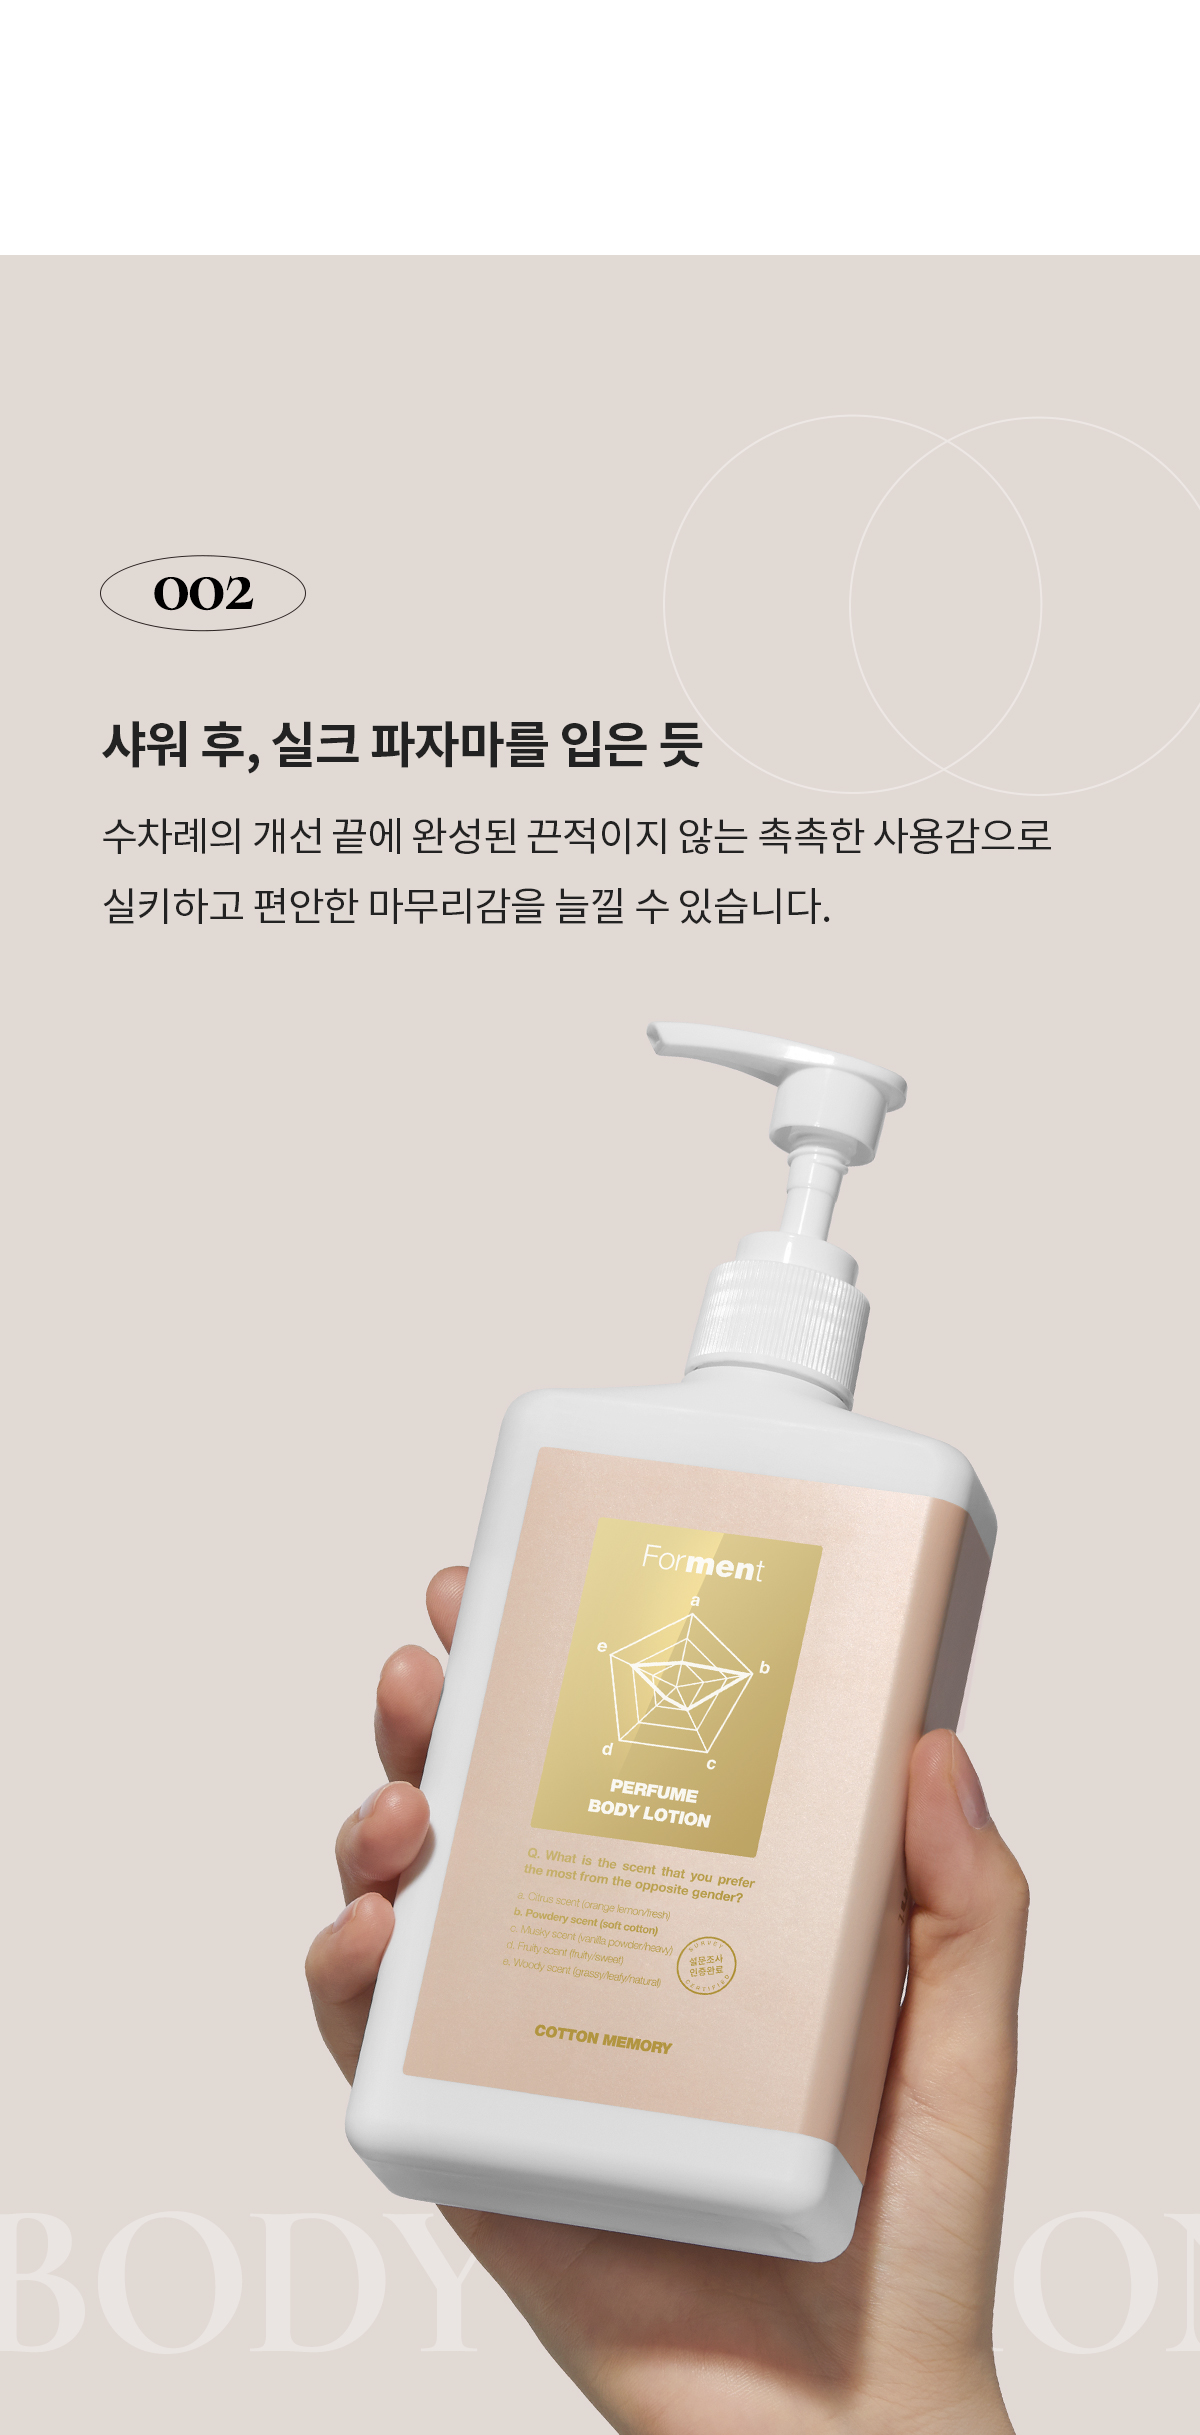 002
샤워 후, 실크 파자마를 입은 듯
수차례의 개선 끝에 완성된 끈적이지 않는 촉촉한 사용감으로
실키하고 편안한 마무리감을 늘낄 수 있습니다.
Forment
a
e
b
d
c
PERFUME
BODY LOTION
Q. What is the scent that you prefer
the most from the opposite gender?
a. Citrus scent (orange lemon/fresh)
b. Powdery scent (soft cotton)
c. Musky scent (vanilla powder/heavy)
d. Fruity scent (fruity/sweet)
e. Woody scent (grassy/leafy/natural)
SURVEY
설문조사
인증완료
CERTIFIED
COTTON MEMORY
BODY ON